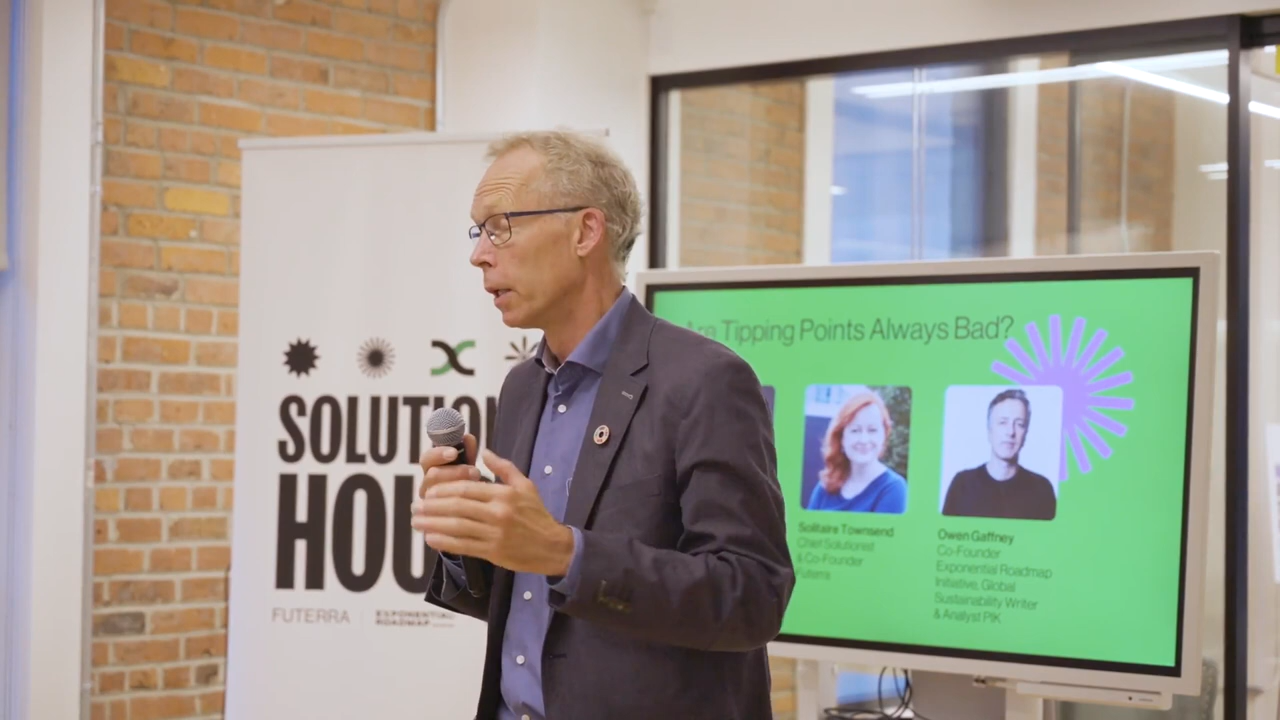 SOLUTION
HOU
FUTERRA
EXPONENTIAL
ROADMAP
Are Tipping Points Always Bad?
Solitaire Townsend
Chief Solutionist
& Co-Founder
Futerra
Owen Gaffney
Co-Founder
Exponential Roadmap
Initiative, Global
Sustainability Writer
& Analyst PIK